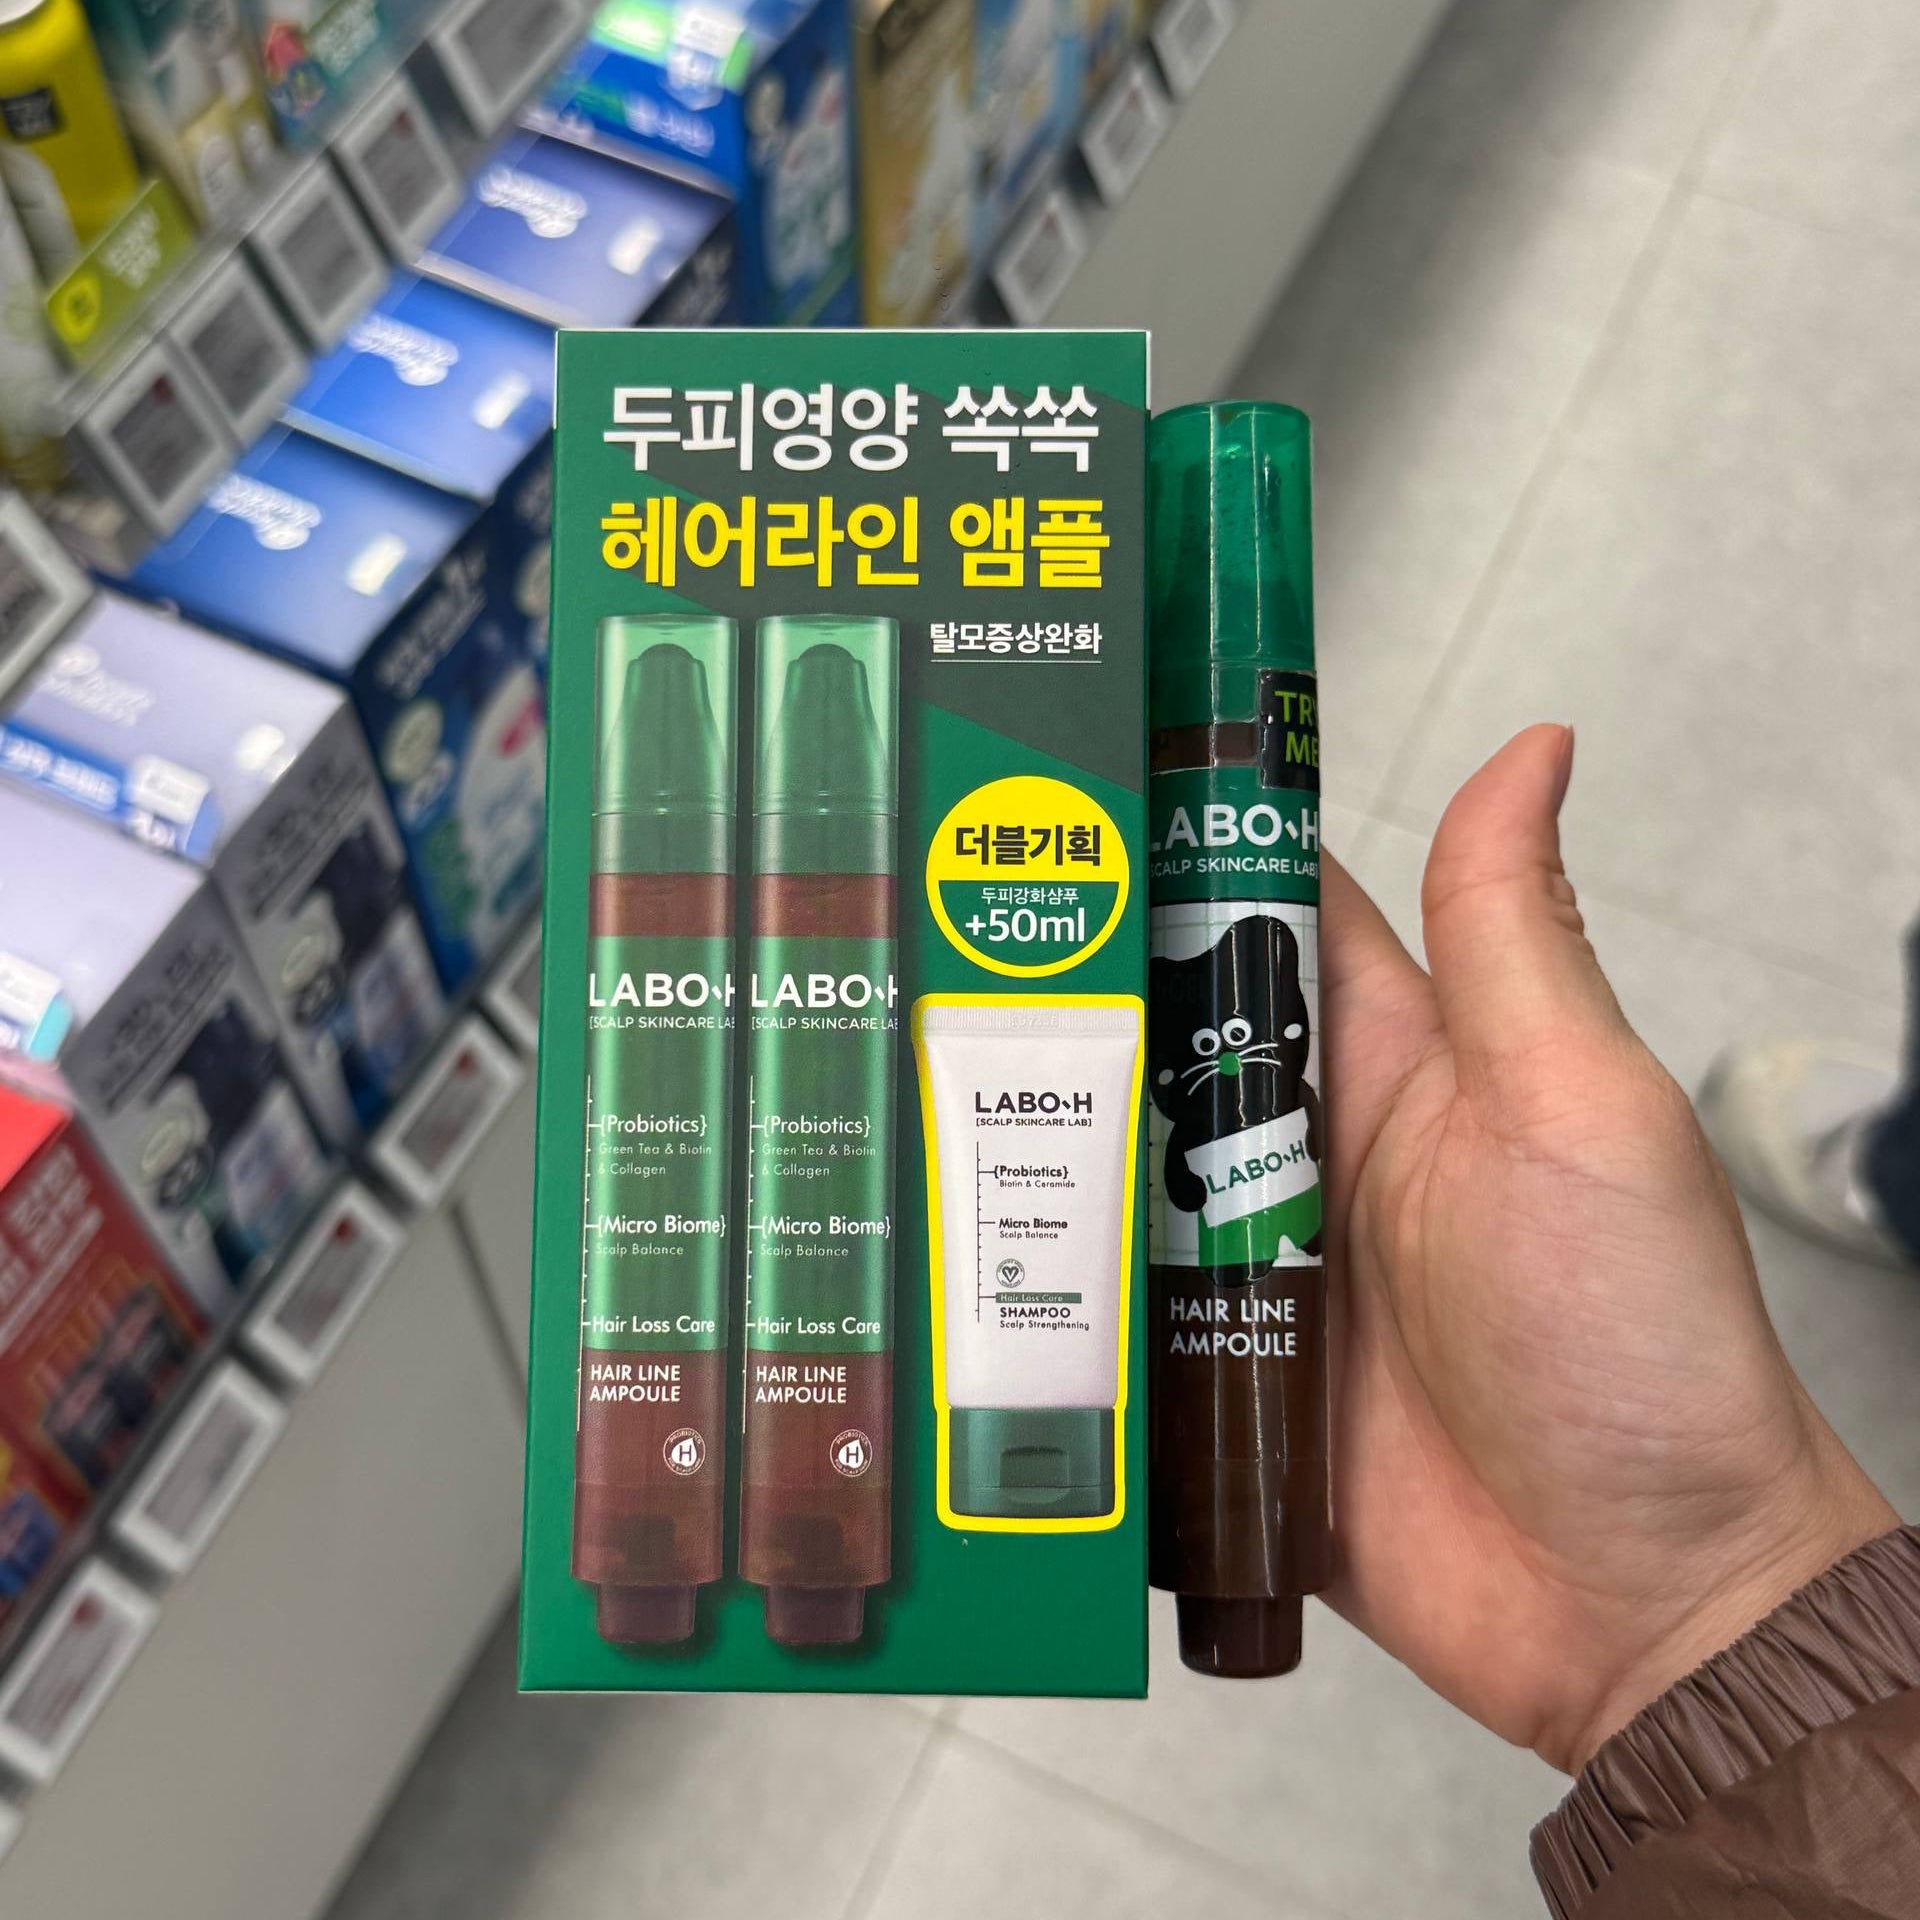 두피영양 쏙쏙
헤어라인 앰플
탈모증상완화
더블기획
두피강화샴푸
+50ml
LABO-H
[SCALP SKINCARE LAB
{Probiotics}
Green Tea & Biotin
& Collagen
{Micro Biome}
Scalp Balance
Hair Loss Care
HAIR LINE
AMPOULE
H
LABO-H
[SCALP SKINCARE LAB
{Probiotics}
Green Tea & Biotin
& Collagen
{Micro Biome}
Scalp Balance
Hair Loss Care
HAIR LINE
AMPOULE
H
LABO-H
[SCALP SKINCARE LAB]
{Probiotics}
Biotin & Ceramide
Micro Biome
Scalp Balance
Hair Loss Care
SHAMPOO
Scalp Strengthening
TRY
ME
LABO-H
SCALP SKINCARE LAB]
LABO-H
HAIR LINE
AMPOULE